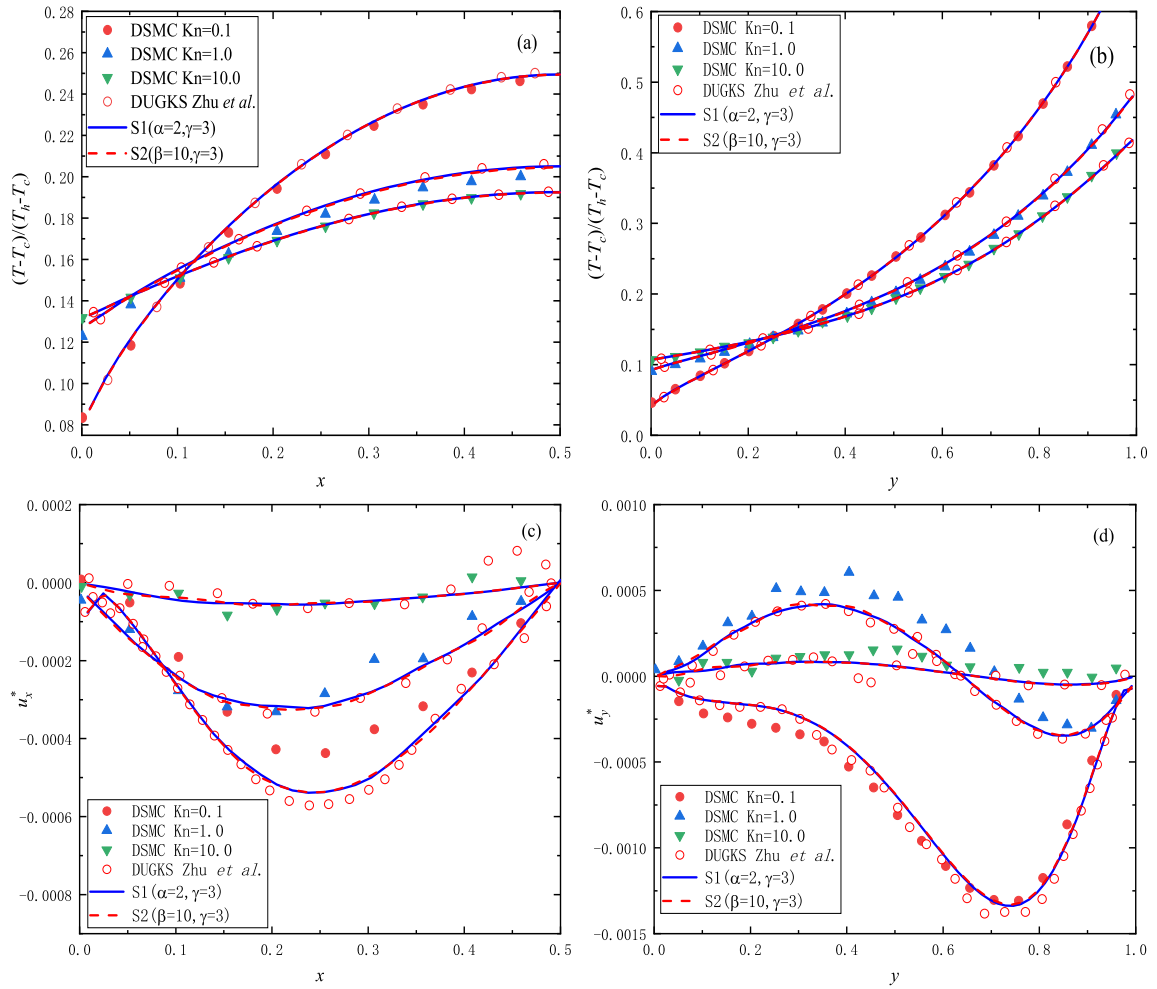 (a)
DSMC Kn=0.1
DSMC Kn=1.0
DSMC Kn=10.0
DUGKS Zhu et al.
S1(α=2,γ=3)
S2(β=10,γ=3)
0.28
0.26
0.24
0.22
0.20
0.18
0.16
0.14
0.12
0.10
0.08
(T-Tc)/(Th-Tc)
0.0 0.1 0.2 0.3 0.4 0.5
x
(b)
DSMC Kn=0.1
DSMC Kn=1.0
DSMC Kn=10.0
DUGKS Zhu et al.
S1(α=2,γ=3)
S2(β=10,γ=3)
0.6
0.5
0.4
0.3
0.2
0.1
0.0
(T-Tc)/(Th-Tc)
0.0 0.2 0.4 0.6 0.8 1.0
y
(c)
0.0002
0.0000
-0.0002
-0.0004
-0.0006
-0.0008
ux*
DSMC Kn=0.1
DSMC Kn=1.0
DSMC Kn=10.0
DUGKS Zhu et al.
S1(α=2,γ=3)
S2(β=10,γ=3)
0.0 0.1 0.2 0.3 0.4 0.5
x
(d)
0.0010
0.0005
0.0000
-0.0005
-0.0010
-0.0015
uy*
DSMC Kn=0.1
DSMC Kn=1.0
DSMC Kn=10.0
DUGKS Zhu et al.
S1(α=2,γ=3)
S2(β=10,γ=3)
0.0 0.2 0.4 0.6 0.8 1.0
y